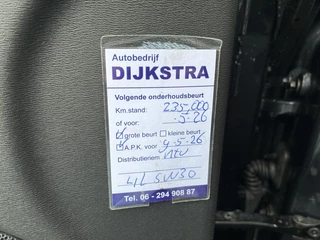 Autobedrijf
DIJKSTRA
Volgende onderhoudsbeurt
Km.stand: 235.000
of voor: -5-26
grote beurt kleine beurt
A.P.K. voor 9-5-26
Distributieriem
4L 5W30
Tel. 06 - 294 908 87